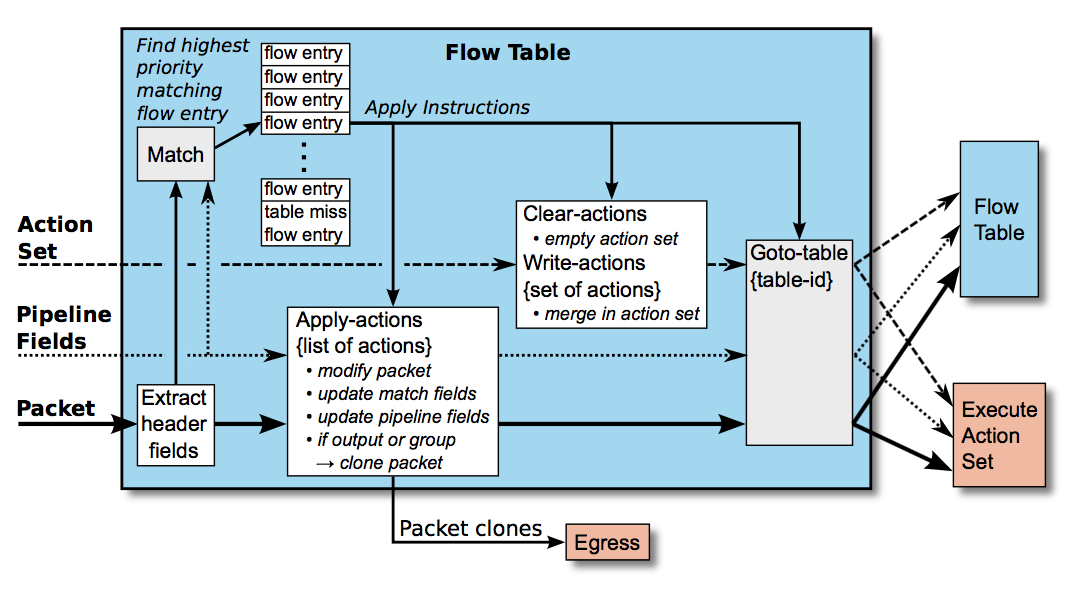 Flow Table
Find highest
priority
matching
flow entry
flow entry
flow entry
flow entry
flow entry
Apply Instructions
Match
flow entry
table miss
flow entry
Action
Set
Clear-actions
• empty action set
Write-actions
{set of actions}
• merge in action set
Goto-table
{table-id}
Flow
Table
Pipeline
Fields
Apply-actions
{list of actions}
• modify packet
• update match fields
• update pipeline fields
• if output or group
→ clone packet
Packet
Extract
header
fields
Execute
Action
Set
Packet clones
Egress